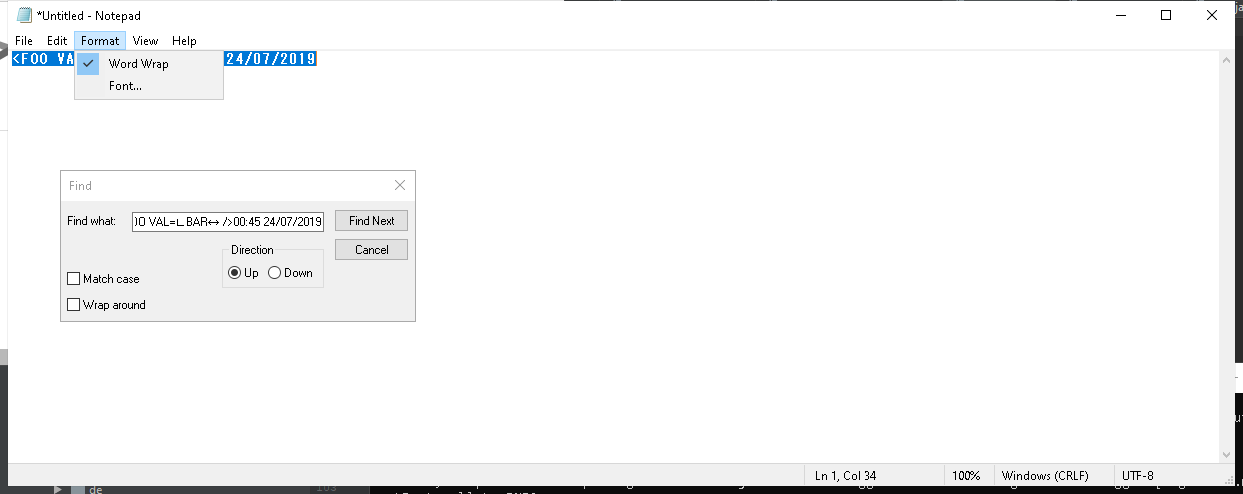 *Untitled - Notepad
File Edit Format View Help
<FOO VA 24/07/2019
Word Wrap
Font...
Find
Find what: )O VAL=∟BAR↔ />00:45 24/07/2019 Find Next
Direction Cancel
Up Down
Match case
Wrap around
Ln 1, Col 34 100% Windows (CRLF) UTF-8
de 103